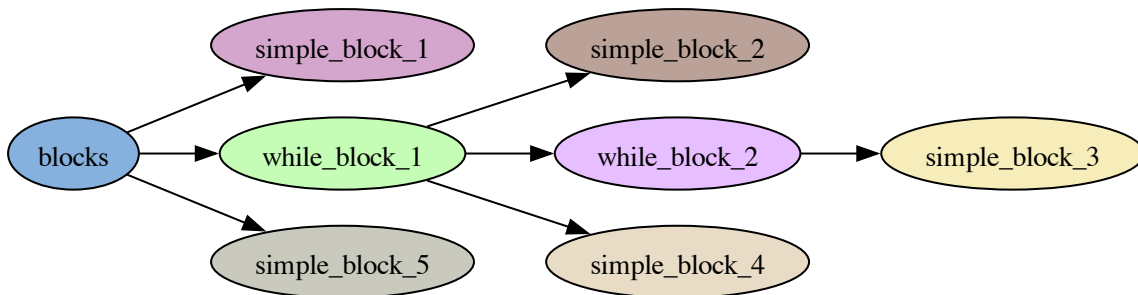 simple_block_1
simple_block_2
blocks
while_block_1
while_block_2
simple_block_3
simple_block_5
simple_block_4